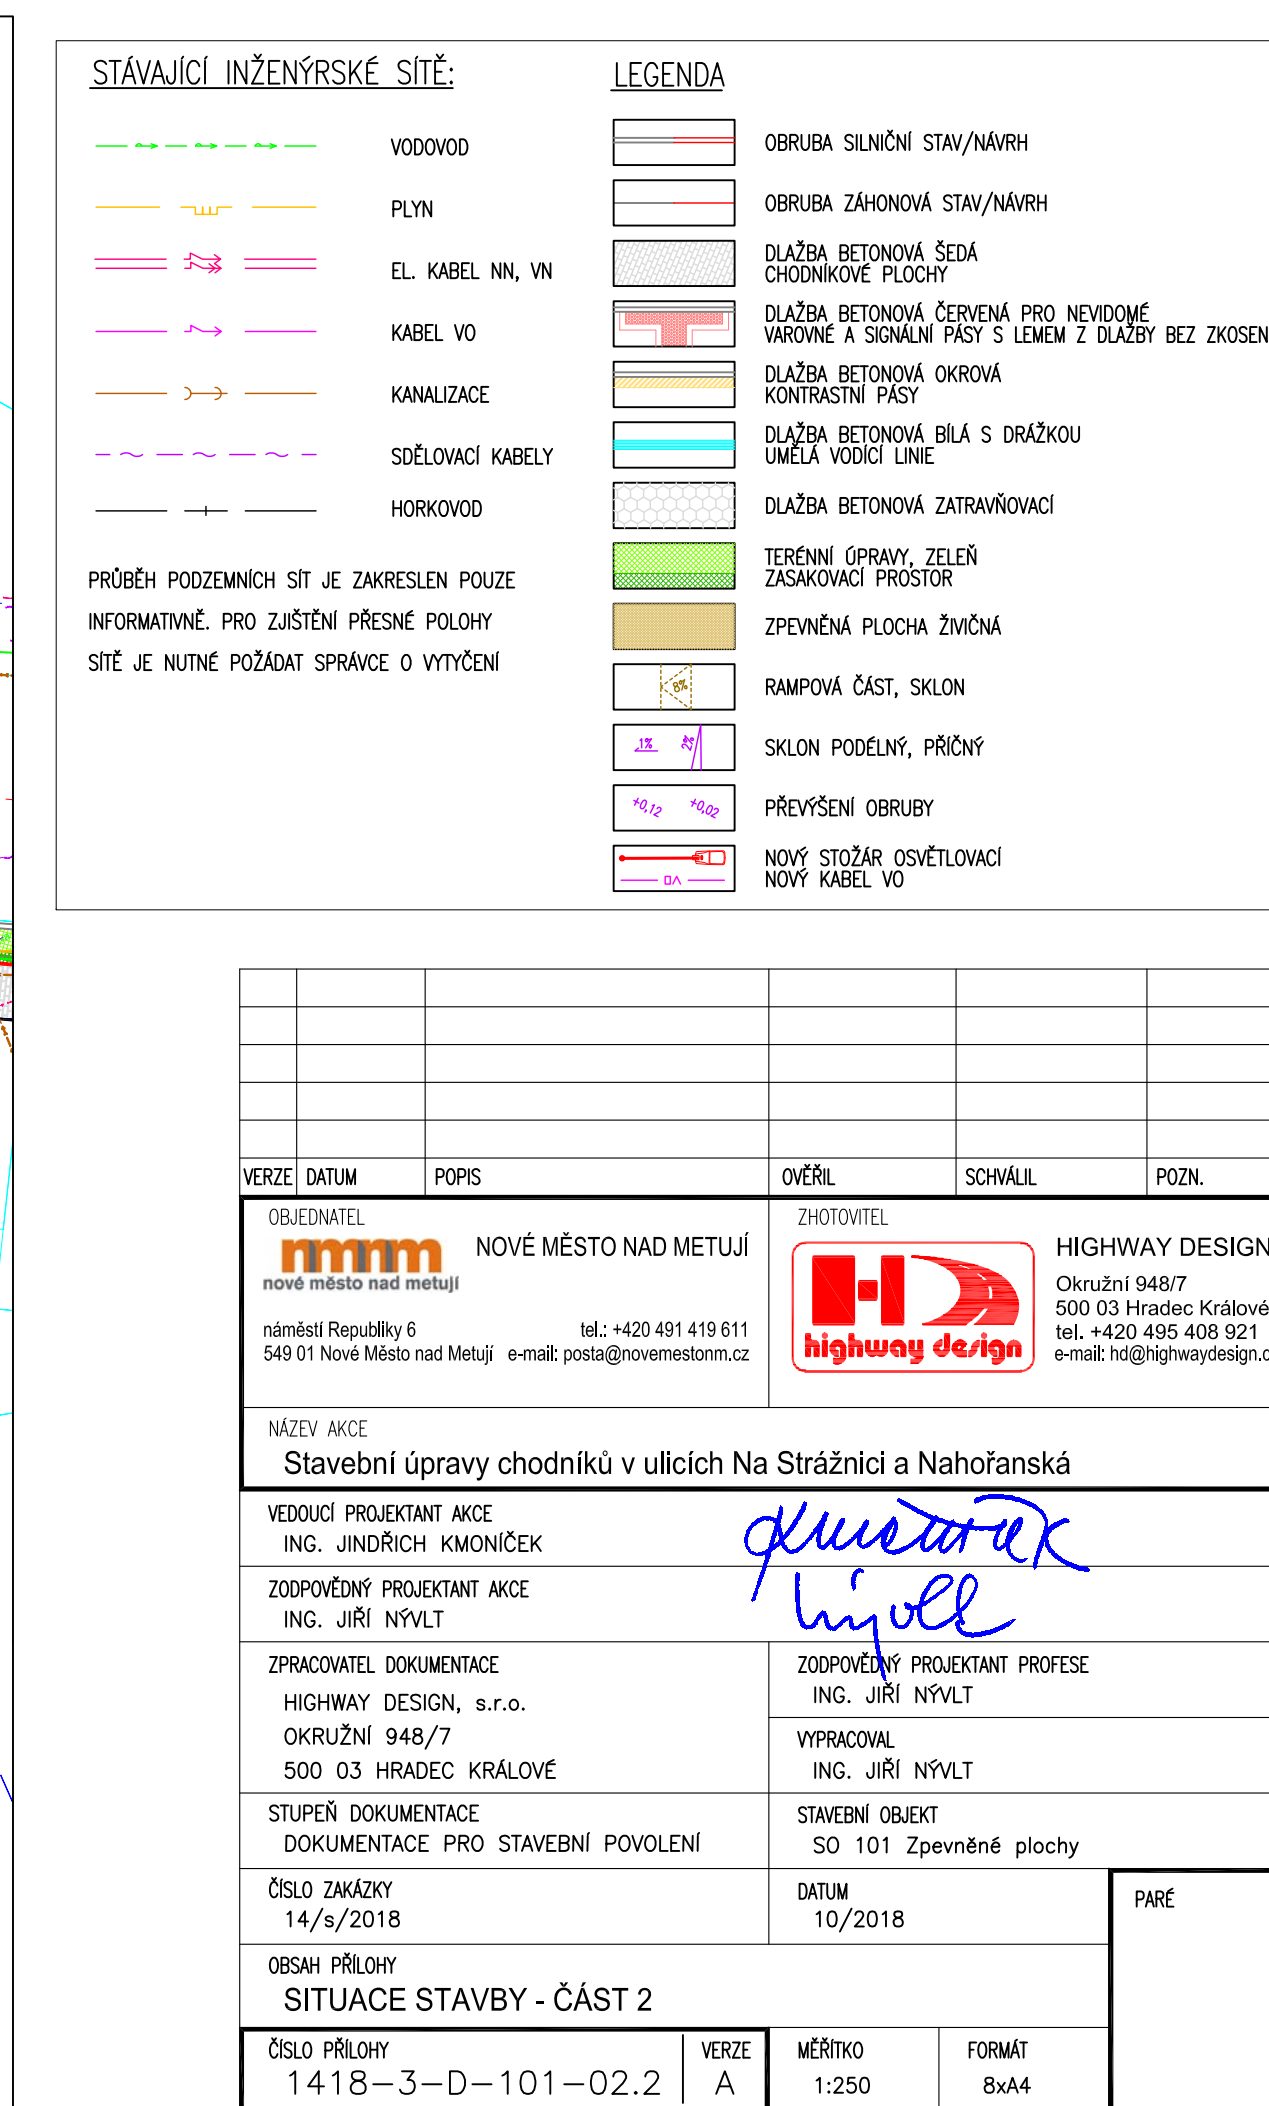 STÁVAJÍCÍ INŽENÝRSKÉ SÍTĚ:
VODOVOD
PLYN
EL. KABEL NN, VN
KABEL VO
KANALIZACE
SDĚLOVACÍ KABELY
HORKOVOD
PRŮBĚH PODZEMNÍCH SÍT JE ZAKRESLEN POUZE
INFORMATIVNĚ. PRO ZJIŠTĚNÍ PŘESNÉ POLOHY
SÍTĚ JE NUTNÉ POŽÁDAT SPRÁVCE O VYTYČENÍ
LEGENDA
OBRUBA SILNIČNÍ STAV/NÁVRH
OBRUBA ZÁHONOVÁ STAV/NÁVRH
DLAŽBA BETONOVÁ ŠEDÁ
CHODNÍKOVÉ PLOCHY
DLAŽBA BETONOVÁ ČERVENÁ PRO NEVIDOMÉ
VAROVNÉ A SIGNÁLNÍ PÁSY S LEMEM Z DLAŽBY BEZ ZKOSEN
DLAŽBA BETONOVÁ OKROVÁ
KONTRASTNÍ PÁSY
DLAŽBA BETONOVÁ BÍLÁ S DRÁŽKOU
UMĚLÁ VODÍCÍ LINIE
DLAŽBA BETONOVÁ ZATRAVŇOVACÍ
TERÉNNÍ ÚPRAVY, ZELEŇ
ZASAKOVACÍ PROSTOR
ZPEVNĚNÁ PLOCHA ŽIVIČNÁ
8%
RAMPOVÁ ČÁST, SKLON
1% 2%
SKLON PODÉLNÝ, PŘÍČNÝ
+0,12 +0,02
PŘEVÝŠENÍ OBRUBY
NOVÝ STOŽÁR OSVĚTLOVACÍ
NOVÝ KABEL VO
VERZE DATUM POPIS OVĚŘIL SCHVÁLIL POZN.
OBJEDNATEL
nmnm
nové město nad metují
NOVÉ MĚSTO NAD METUJÍ
náměstí Republiky 6 tel.: +420 491 419 611
549 01 Nové Město nad Metují e-mail: posta@novemestonm.cz
ZHOTOVITEL
HD
highway design
HIGHWAY DESIGN
Okružní 948/7
500 03 Hradec Králové
tel. +420 495 408 921
e-mail: hd@highwaydesign.c
NÁZEV AKCE
Stavební úpravy chodníků v ulicích Na Strážnici a Nahořanská
VEDOUCÍ PROJEKTANT AKCE
ING. JINDŘICH KMONÍČEK
ZODPOVĚDNÝ PROJEKTANT AKCE
ING. JIŘÍ NÝVLT
ZPRACOVATEL DOKUMENTACE
HIGHWAY DESIGN, s.r.o.
OKRUŽNÍ 948/7
500 03 HRADEC KRÁLOVÉ
ZODPOVĚDNÝ PROJEKTANT PROFESE
ING. JIŘÍ NÝVLT
VYPRACOVAL
ING. JIŘÍ NÝVLT
STUPEŇ DOKUMENTACE
DOKUMENTACE PRO STAVEBNÍ POVOLENÍ
STAVEBNÍ OBJEKT
SO 101 Zpevněné plochy
ČÍSLO ZAKÁZKY
14/s/2018
DATUM
10/2018
PARÉ
OBSAH PŘÍLOHY
SITUACE STAVBY - ČÁST 2
ČÍSLO PŘÍLOHY
1418-3-D-101-02.2
VERZE
A
MĚŘÍTKO
1:250
FORMÁT
8xA4